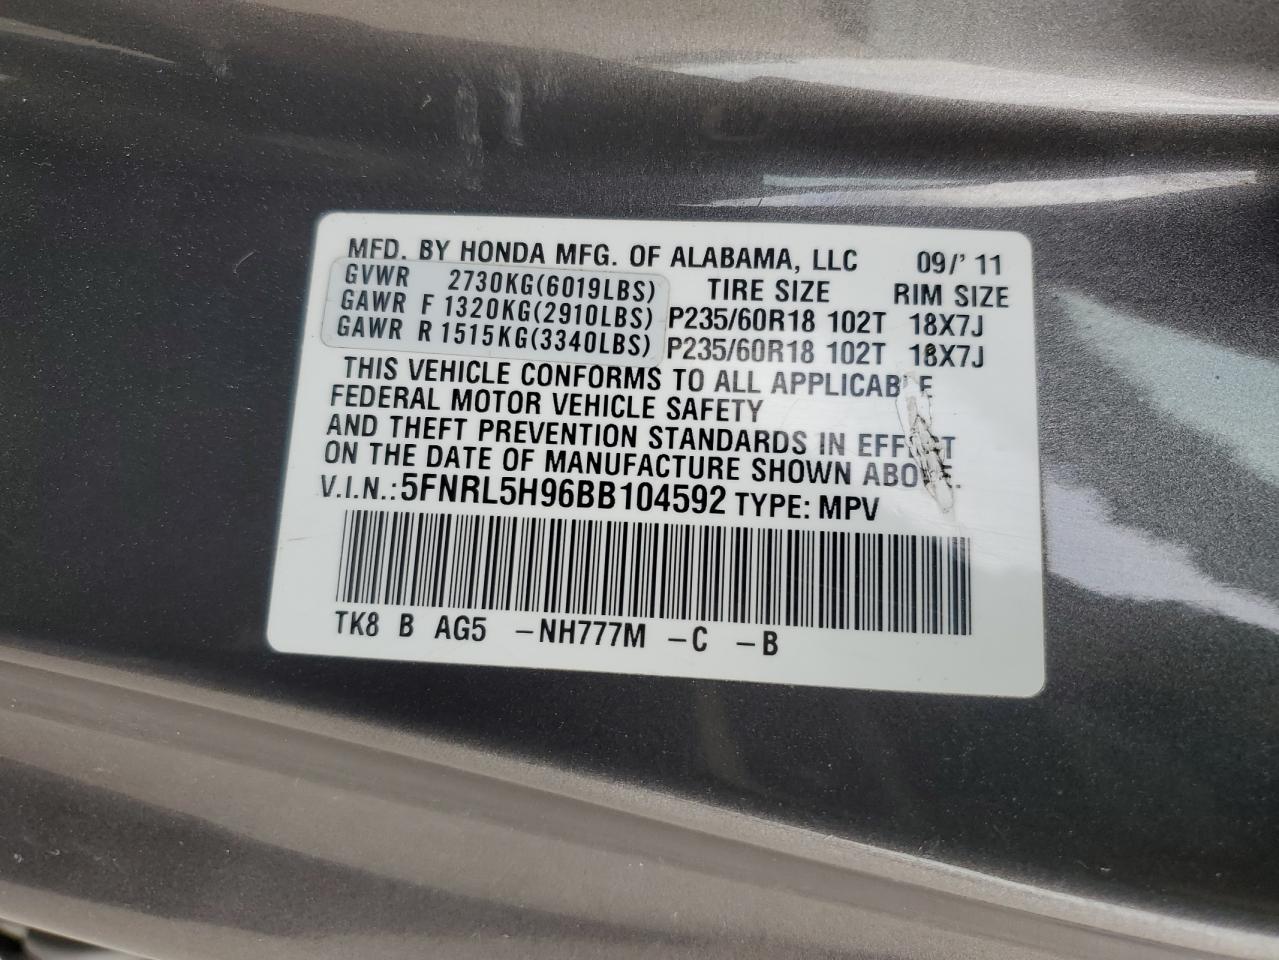 MFD. BY HONDA MFG. OF ALABAMA, LLC 09/' 11
GVWR 2730KG(6019LBS) TIRE SIZE RIM SIZE
GAWR F 1320KG(2910LBS) P235/60R18 102T 18X7J
GAWR R 1515KG(3340LBS) P235/60R18 102T 18X7J
THIS VEHICLE CONFORMS TO ALL APPLICABLE
FEDERAL MOTOR VEHICLE SAFETY
AND THEFT PREVENTION STANDARDS IN EFFECT
ON THE DATE OF MANUFACTURE SHOWN ABOVE.
V.I.N.: 5FNRL5H96BB104592 TYPE: MPV
TK8 B AG5 -NH777M -C -B